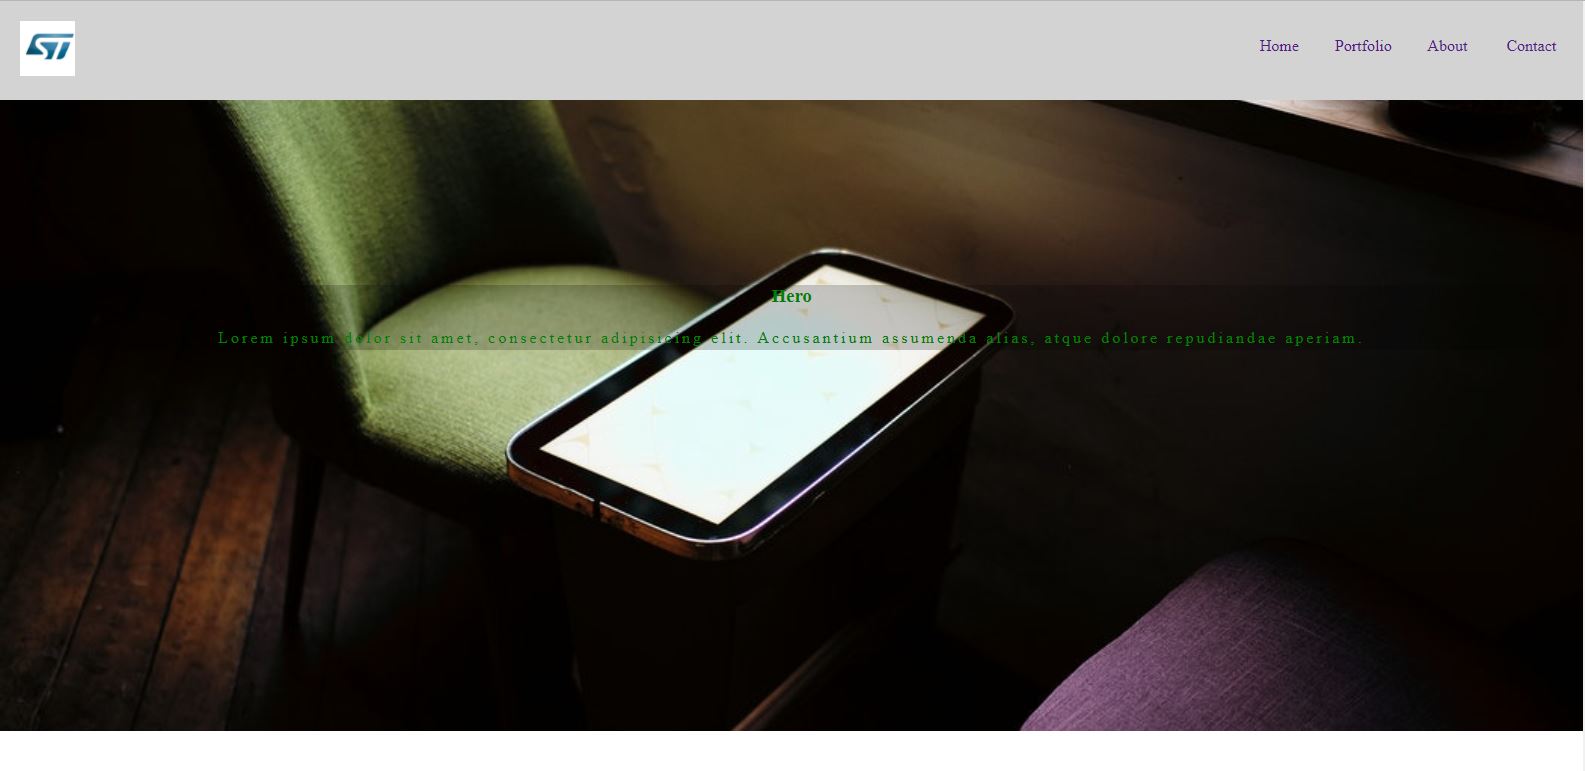 ST
Home Portfolio About Contact
Hero
Lorem ipsum dolor sit amet, consectetur adipisicing elit. Accusantium assumenda alias, atque dolore repudiandae aperiam.